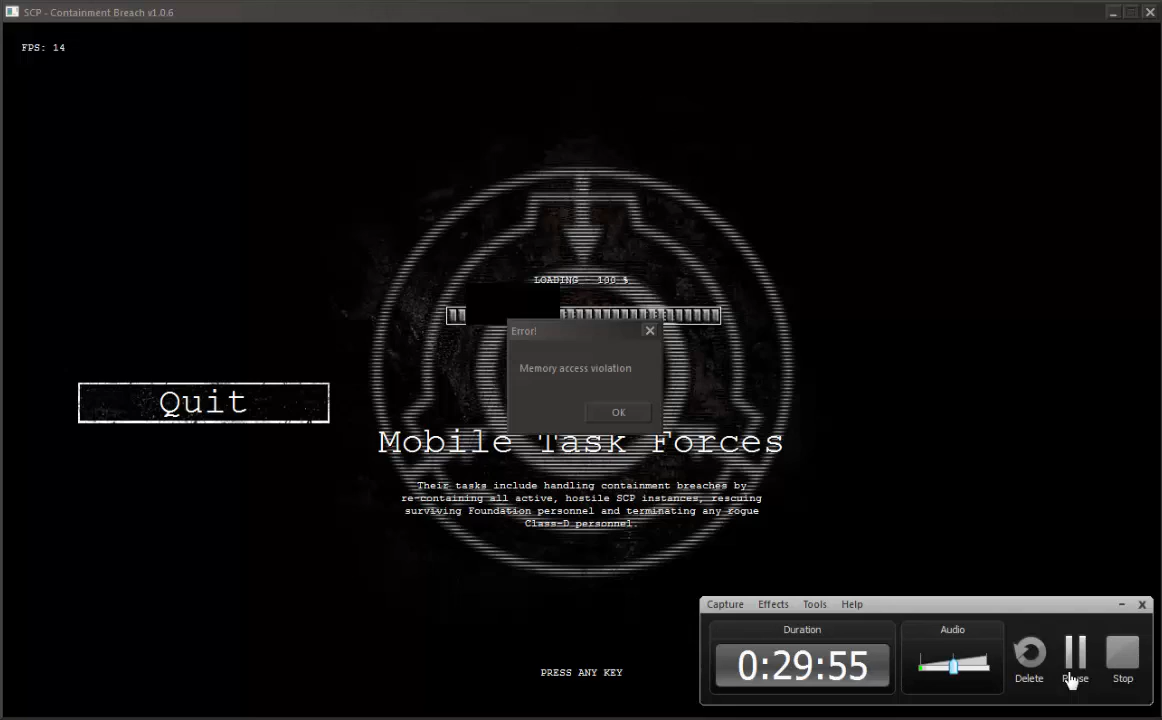 SCP - Containment Breach v1.0.6
FPS: 14
LOADING - 100 %
Error!
Memory access violation
OK
Quit
Mobile Task Forces
Their tasks include handling containment breaches by
re-containing all active, hostile SCP instances, rescuing
surviving Foundation personnel and terminating any rogue
Class-D personnel.
PRESS ANY KEY
Capture Effects Tools Help
Duration
Audio
0:29:55
Delete Pause Stop